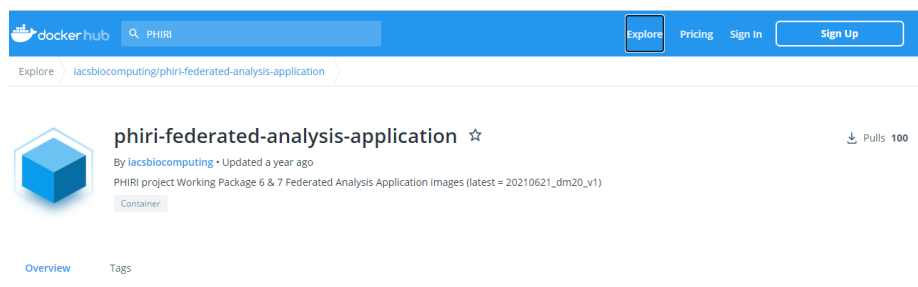 dockerhub PHIRI Explore Pricing Sign In Sign Up
Explore iacsbiocomputing/phiri-federated-analysis-application
phiri-federated-analysis-application Pulls 100
By iacsbiocomputing • Updated a year ago
PHIRI project Working Package 6 & 7 Federated Analysis Application images (latest = 20210621_dm20_v1)
Container
Overview Tags